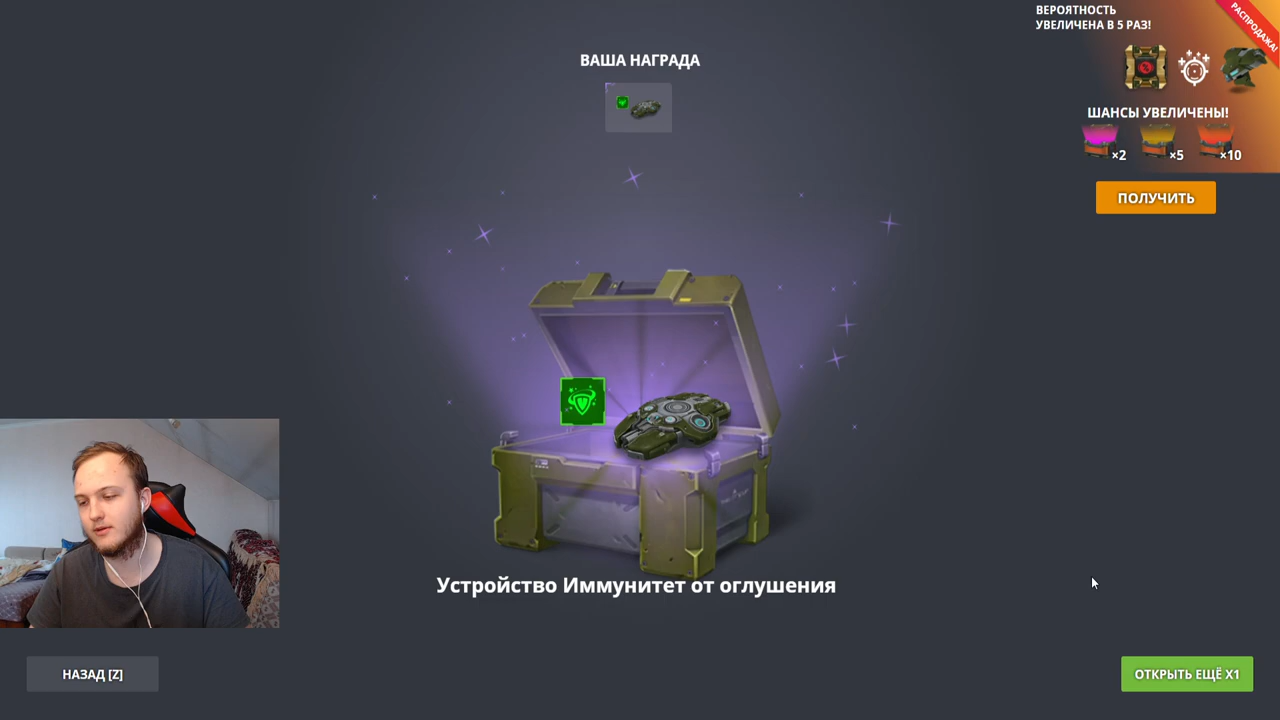 ВЕРОЯТНОСТЬ
УВЕЛИЧЕНА В 5 РАЗ!
РАСПРОДАЖА!
ВАША НАГРАДА
ШАНСЫ УВЕЛИЧЕНЫ!
×2 ×5 ×10
ПОЛУЧИТЬ
Устройство Иммунитет от оглушения
НАЗАД [Z]
ОТКРЫТЬ ЕЩЁ X1